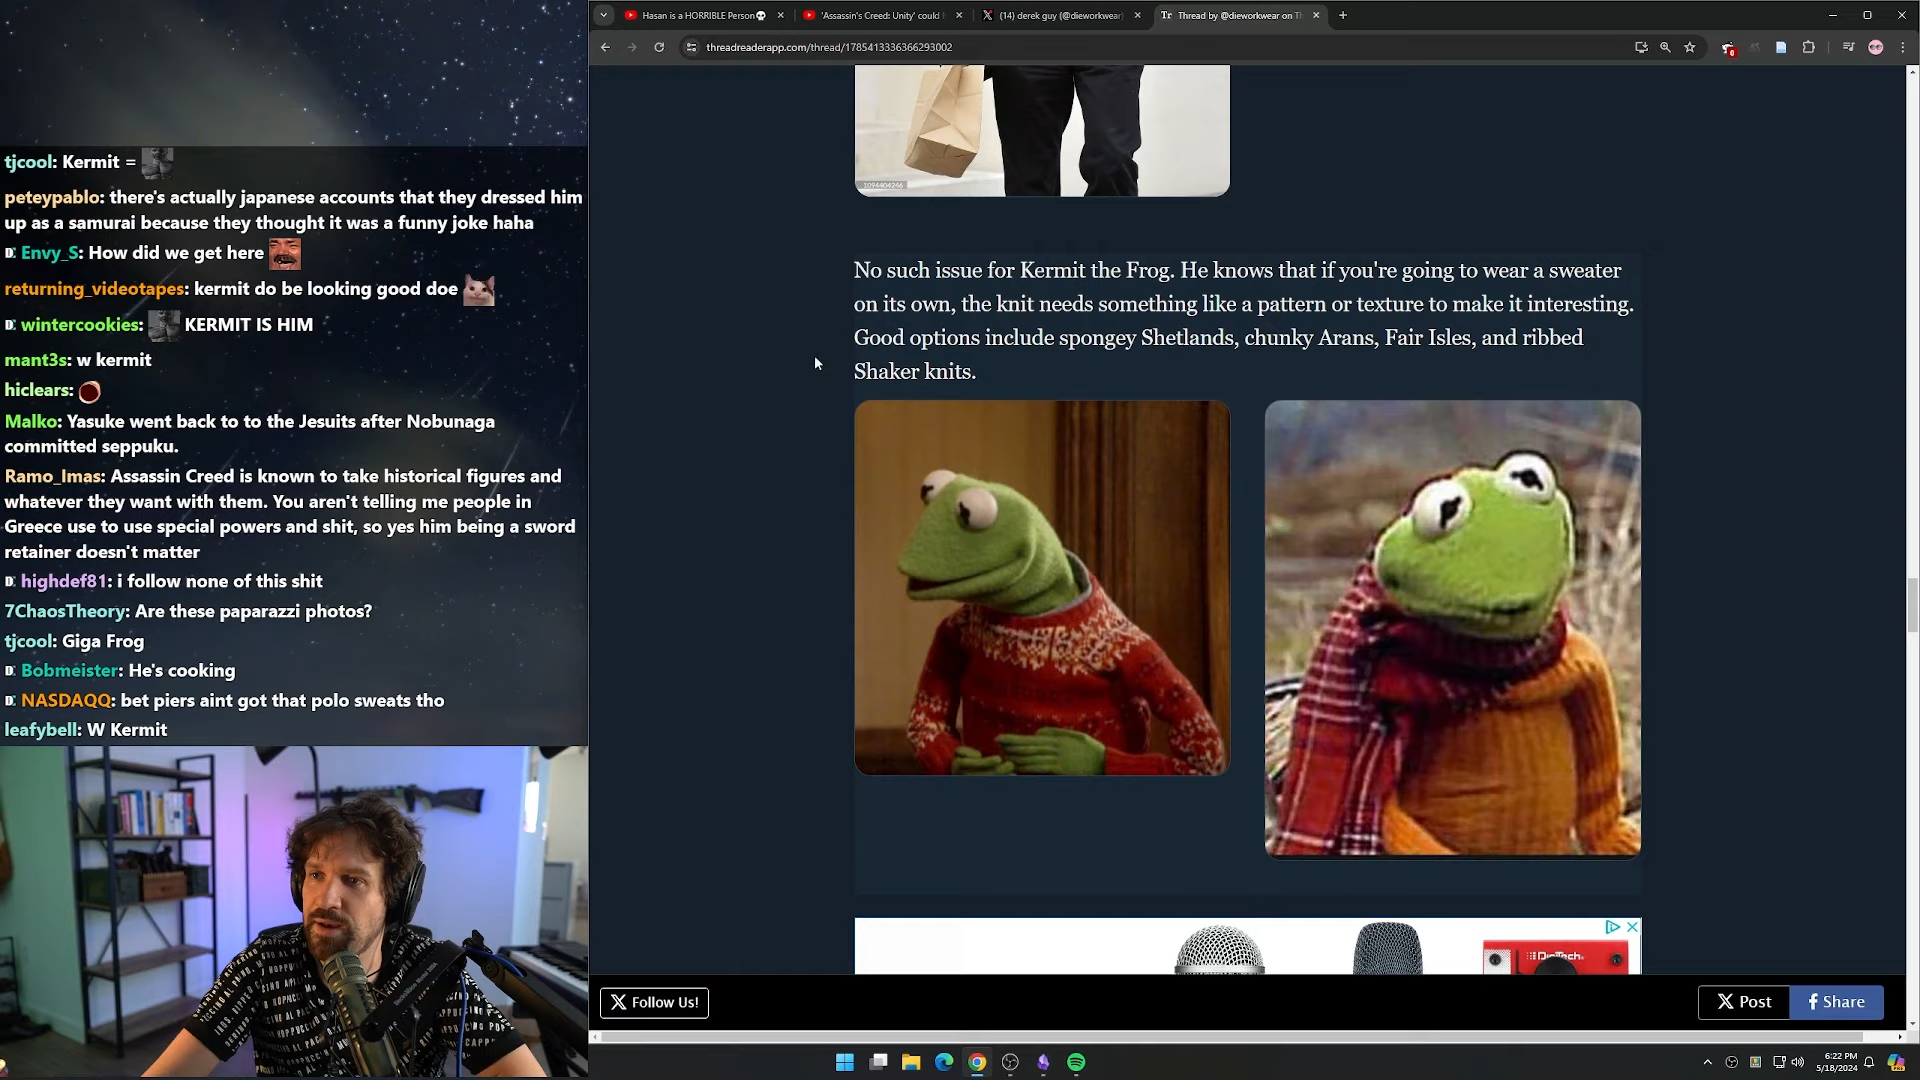 Hasan is a HORRIBLE Person
'Assassin's Creed: Unity' could
(14) derek guy (@dieworkwear)
Thread by @dieworkwear on T
threadreaderapp.com/thread/1785413336366293002
tjcool: Kermit =
peteypablo: there's actually japanese accounts that they dressed him
up as a samurai because they thought it was a funny joke haha
D Envy_S: How did we get here
returning_videotapes: kermit do be looking good doe
D wintercookies: KERMIT IS HIM
mant3s: w kermit
hiclears:
Malko: Yasuke went back to to the Jesuits after Nobunaga
committed seppuku.
Ramo_Imas: Assassin Creed is known to take historical figures and
whatever they want with them. You aren't telling me people in
Greece use to use special powers and shit, so yes him being a sword
retainer doesn't matter
D highdef81: i follow none of this shit
7ChaosTheory: Are these paparazzi photos?
tjcool: Giga Frog
D Bobmeister: He's cooking
D NASDAQQ: bet piers aint got that polo sweats tho
leafybell: W Kermit
1094404246
No such issue for Kermit the Frog. He knows that if you're going to wear a sweater
on its own, the knit needs something like a pattern or texture to make it interesting.
Good options include spongey Shetlands, chunky Arans, Fair Isles, and ribbed
Shaker knits.
DigiTech
X Follow Us!
X Post
f Share
6:22 PM
5/18/2024